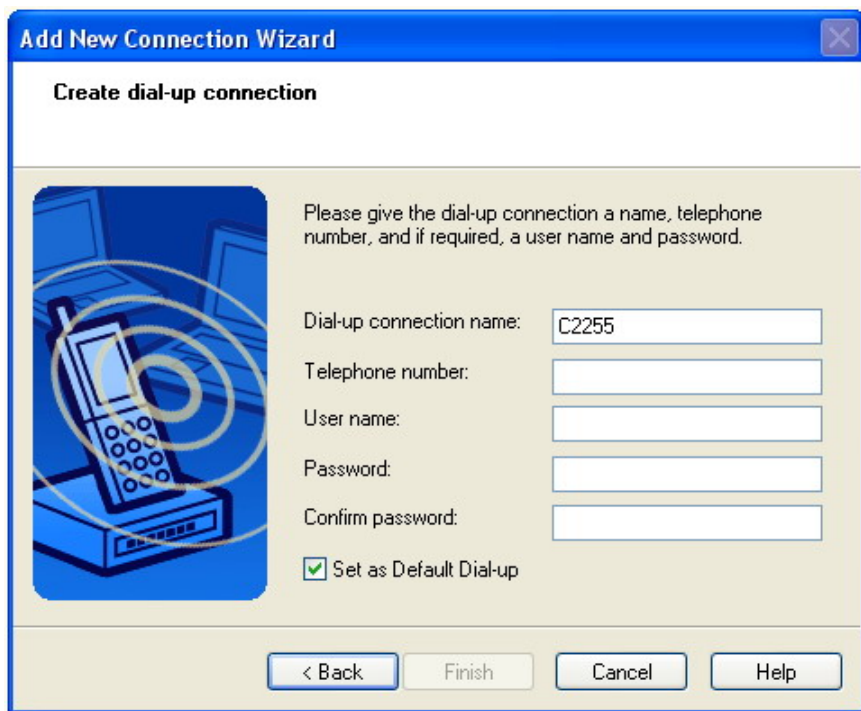 Add New Connection Wizard
Create dial-up connection
Please give the dial-up connection a name, telephone
number, and if required, a user name and password.
Dial-up connection name: C2255
Telephone number:
User name:
Password:
Confirm password:
Set as Default Dial-up
< Back Finish Cancel Help